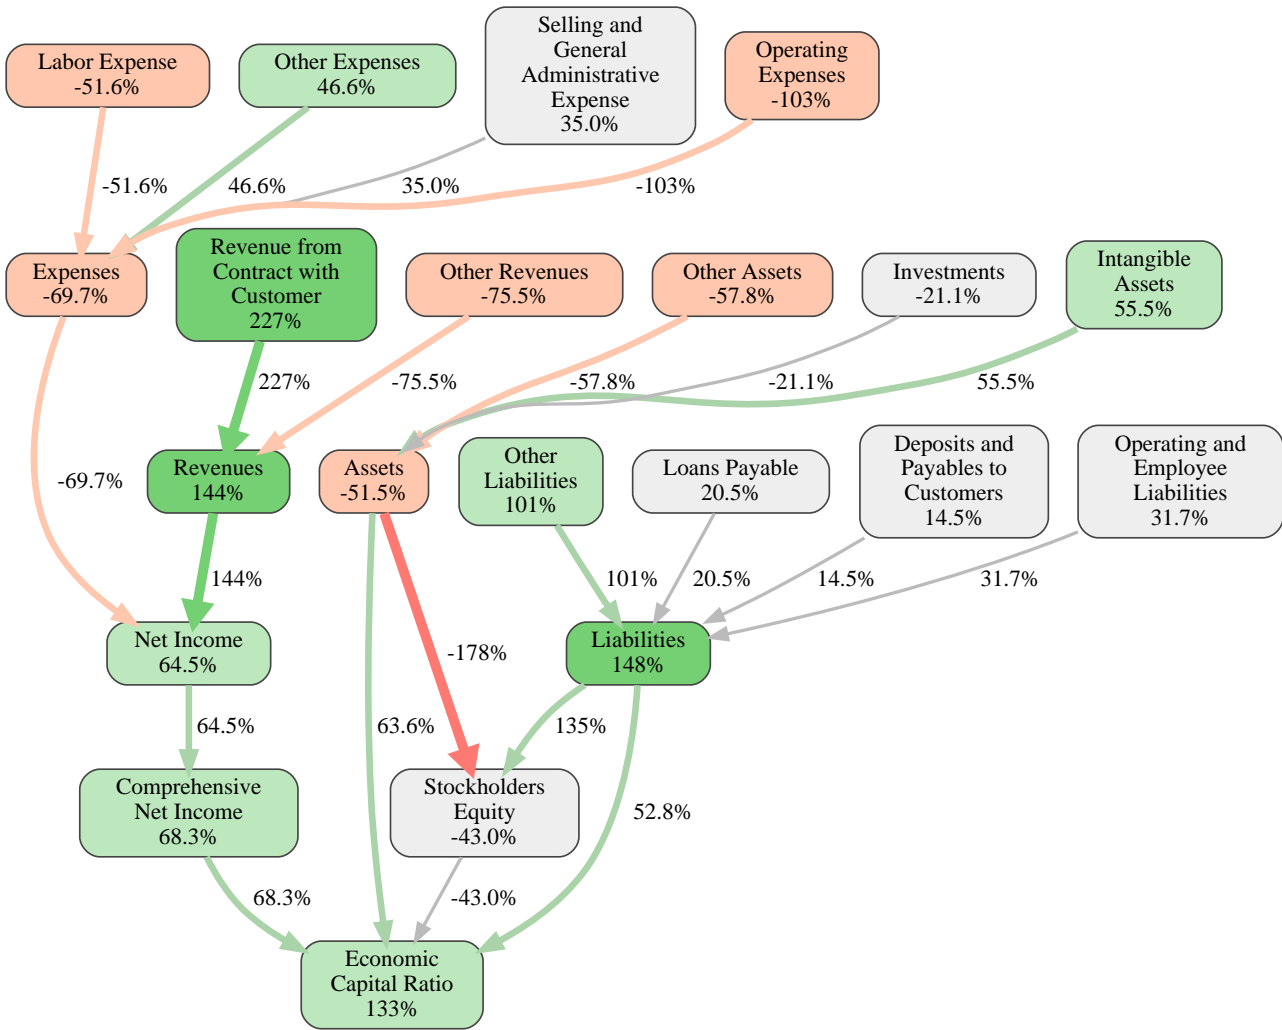 Labor Expense
-51.6%
Other Expenses
46.6%
Selling and
General
Administrative
Expense
35.0%
Operating
Expenses
-103%
-51.6%
46.6%
35.0%
-103%
Expenses
-69.7%
Revenue from
Contract with
Customer
227%
Other Revenues
-75.5%
Other Assets
-57.8%
Investments
-21.1%
Intangible
Assets
55.5%
227%
-75.5%
-57.8%
-21.1%
55.5%
-69.7%
Revenues
144%
Assets
-51.5%
Other
Liabilities
101%
Loans Payable
20.5%
Deposits and
Payables to
Customers
14.5%
Operating and
Employee
Liabilities
31.7%
144%
101%
20.5%
14.5%
31.7%
Net Income
64.5%
-178%
Liabilities
148%
64.5%
63.6%
135%
Comprehensive
Net Income
68.3%
Stockholders
Equity
-43.0%
52.8%
68.3%
-43.0%
Economic
Capital Ratio
133%